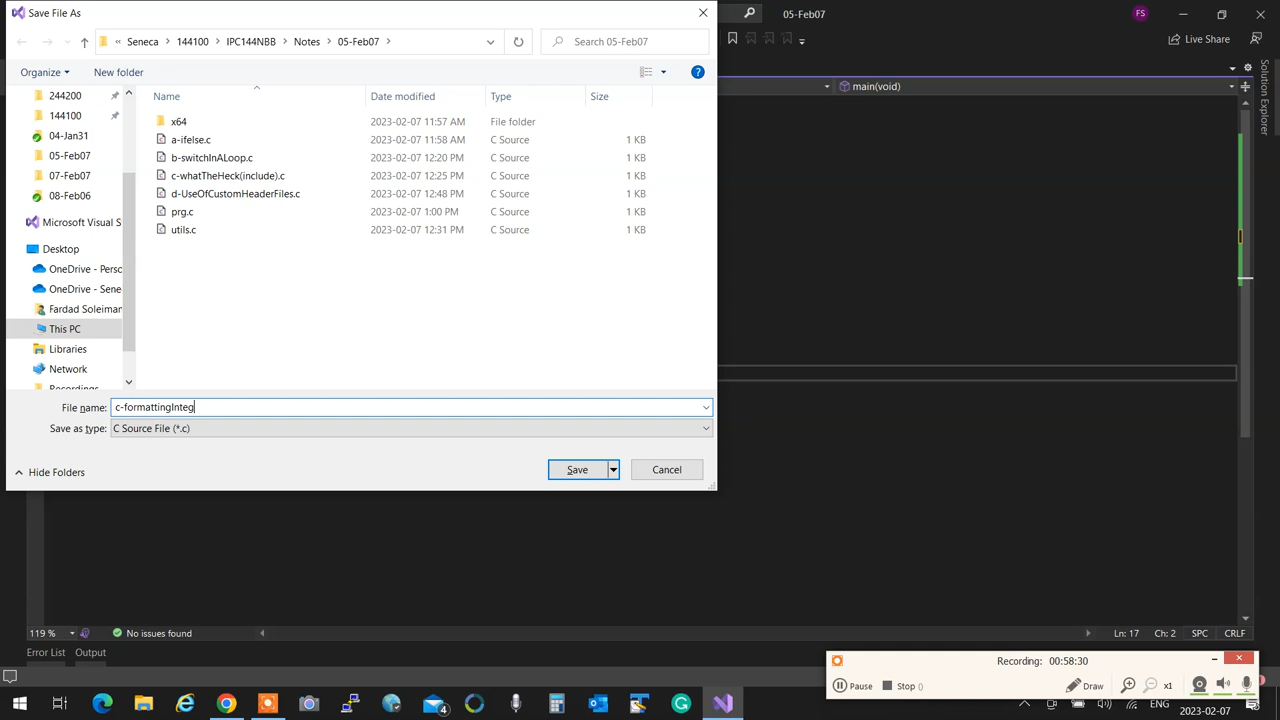 Save File As
05-Feb07
FS
« Seneca > 144100 > IPC144NBB > Notes > 05-Feb07 >
Search 05-Feb07
Live Share
Organize
New folder
main(void)
Name
Date modified
Type
Size
244200
144100
04-Jan31
05-Feb07
07-Feb07
08-Feb06
Microsoft Visual S
Desktop
OneDrive - Perso
OneDrive - Sene
Fardad Soleiman
This PC
Libraries
Network
Recordings
x64 2023-02-07 11:57 AM File folder
a-ifelse.c 2023-02-07 11:58 AM C Source 1 KB
b-switchInALoop.c 2023-02-07 12:20 PM C Source 1 KB
c-whatTheHeck(include).c 2023-02-07 12:25 PM C Source 1 KB
d-UseOfCustomHeaderFiles.c 2023-02-07 12:48 PM C Source 1 KB
prg.c 2023-02-07 1:00 PM C Source 1 KB
utils.c 2023-02-07 12:31 PM C Source 1 KB
Solution Explorer
File name: c-formattingInteg
Save as type: C Source File (*.c)
Hide Folders
Save
Cancel
119 %
No issues found
Ln: 17
Ch: 2
SPC
CRLF
Error List
Output
Recording: 00:58:30
Pause
Stop ()
Draw
x1
4
ENG
2023-02-07